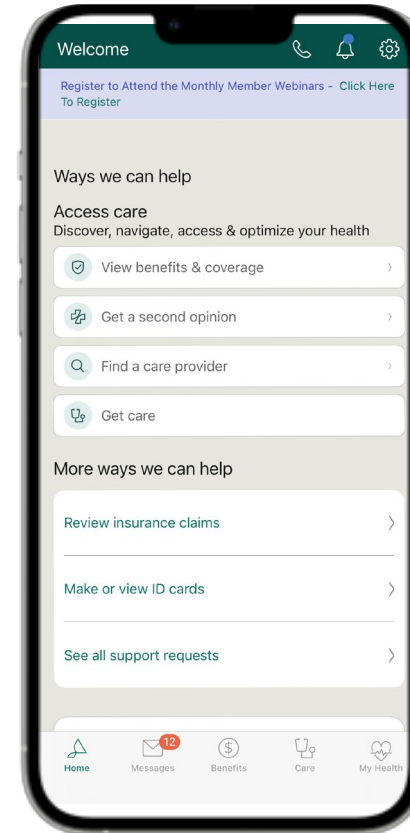 Welcome
Register to Attend the Monthly Member Webinars - Click Here
To Register
Ways we can help
Access care
Discover, navigate, access & optimize your health
View benefits & coverage
Get a second opinion
Find a care provider
Get care
More ways we can help
Review insurance claims
Make or view ID cards
See all support requests
12
Home Messages Benefits Care My Health